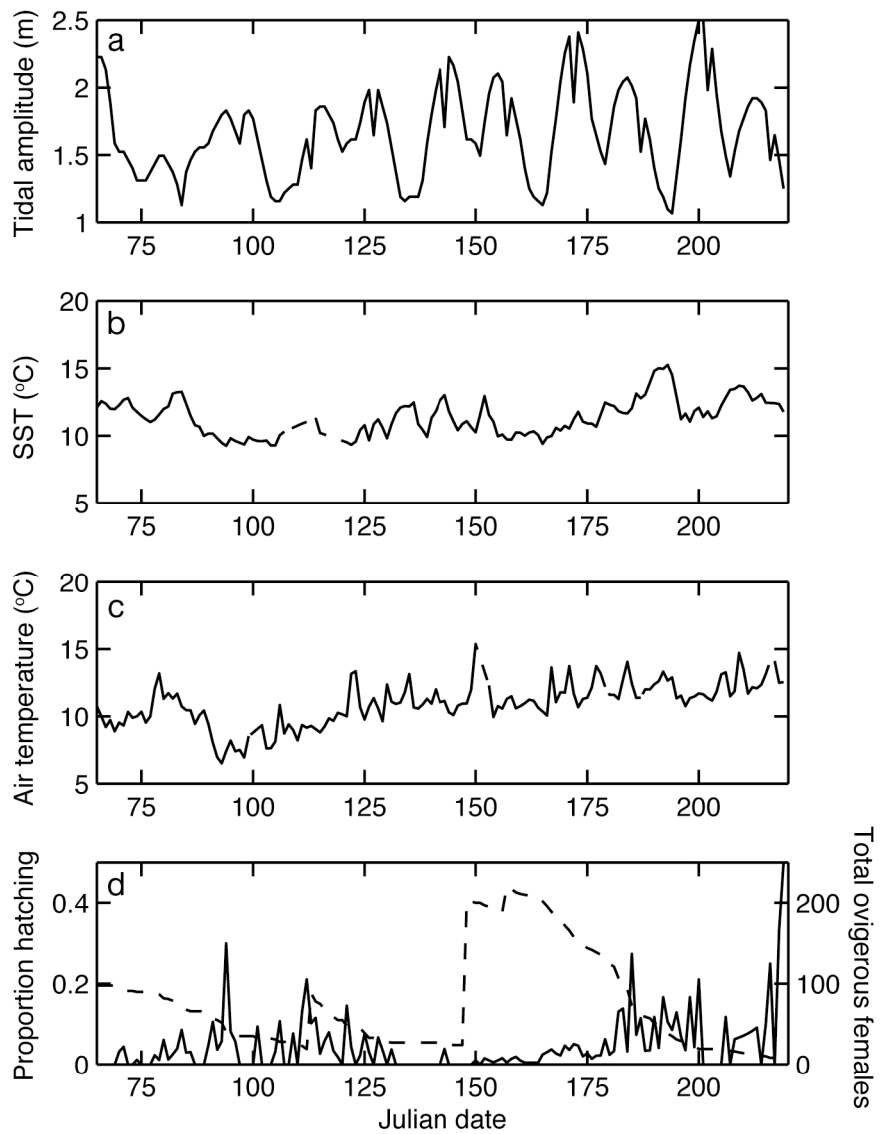 a
Tidal amplitude (m)
2.5
2
1.5
1
75 100 125 150 175 200
b
SST (°C)
20
15
10
5
75 100 125 150 175 200
c
Air temperature (°C)
20
15
10
5
75 100 125 150 175 200
d
Proportion hatching
0.4
0.2
0
Total ovigerous females
200
100
0
75 100 125 150 175 200
Julian date